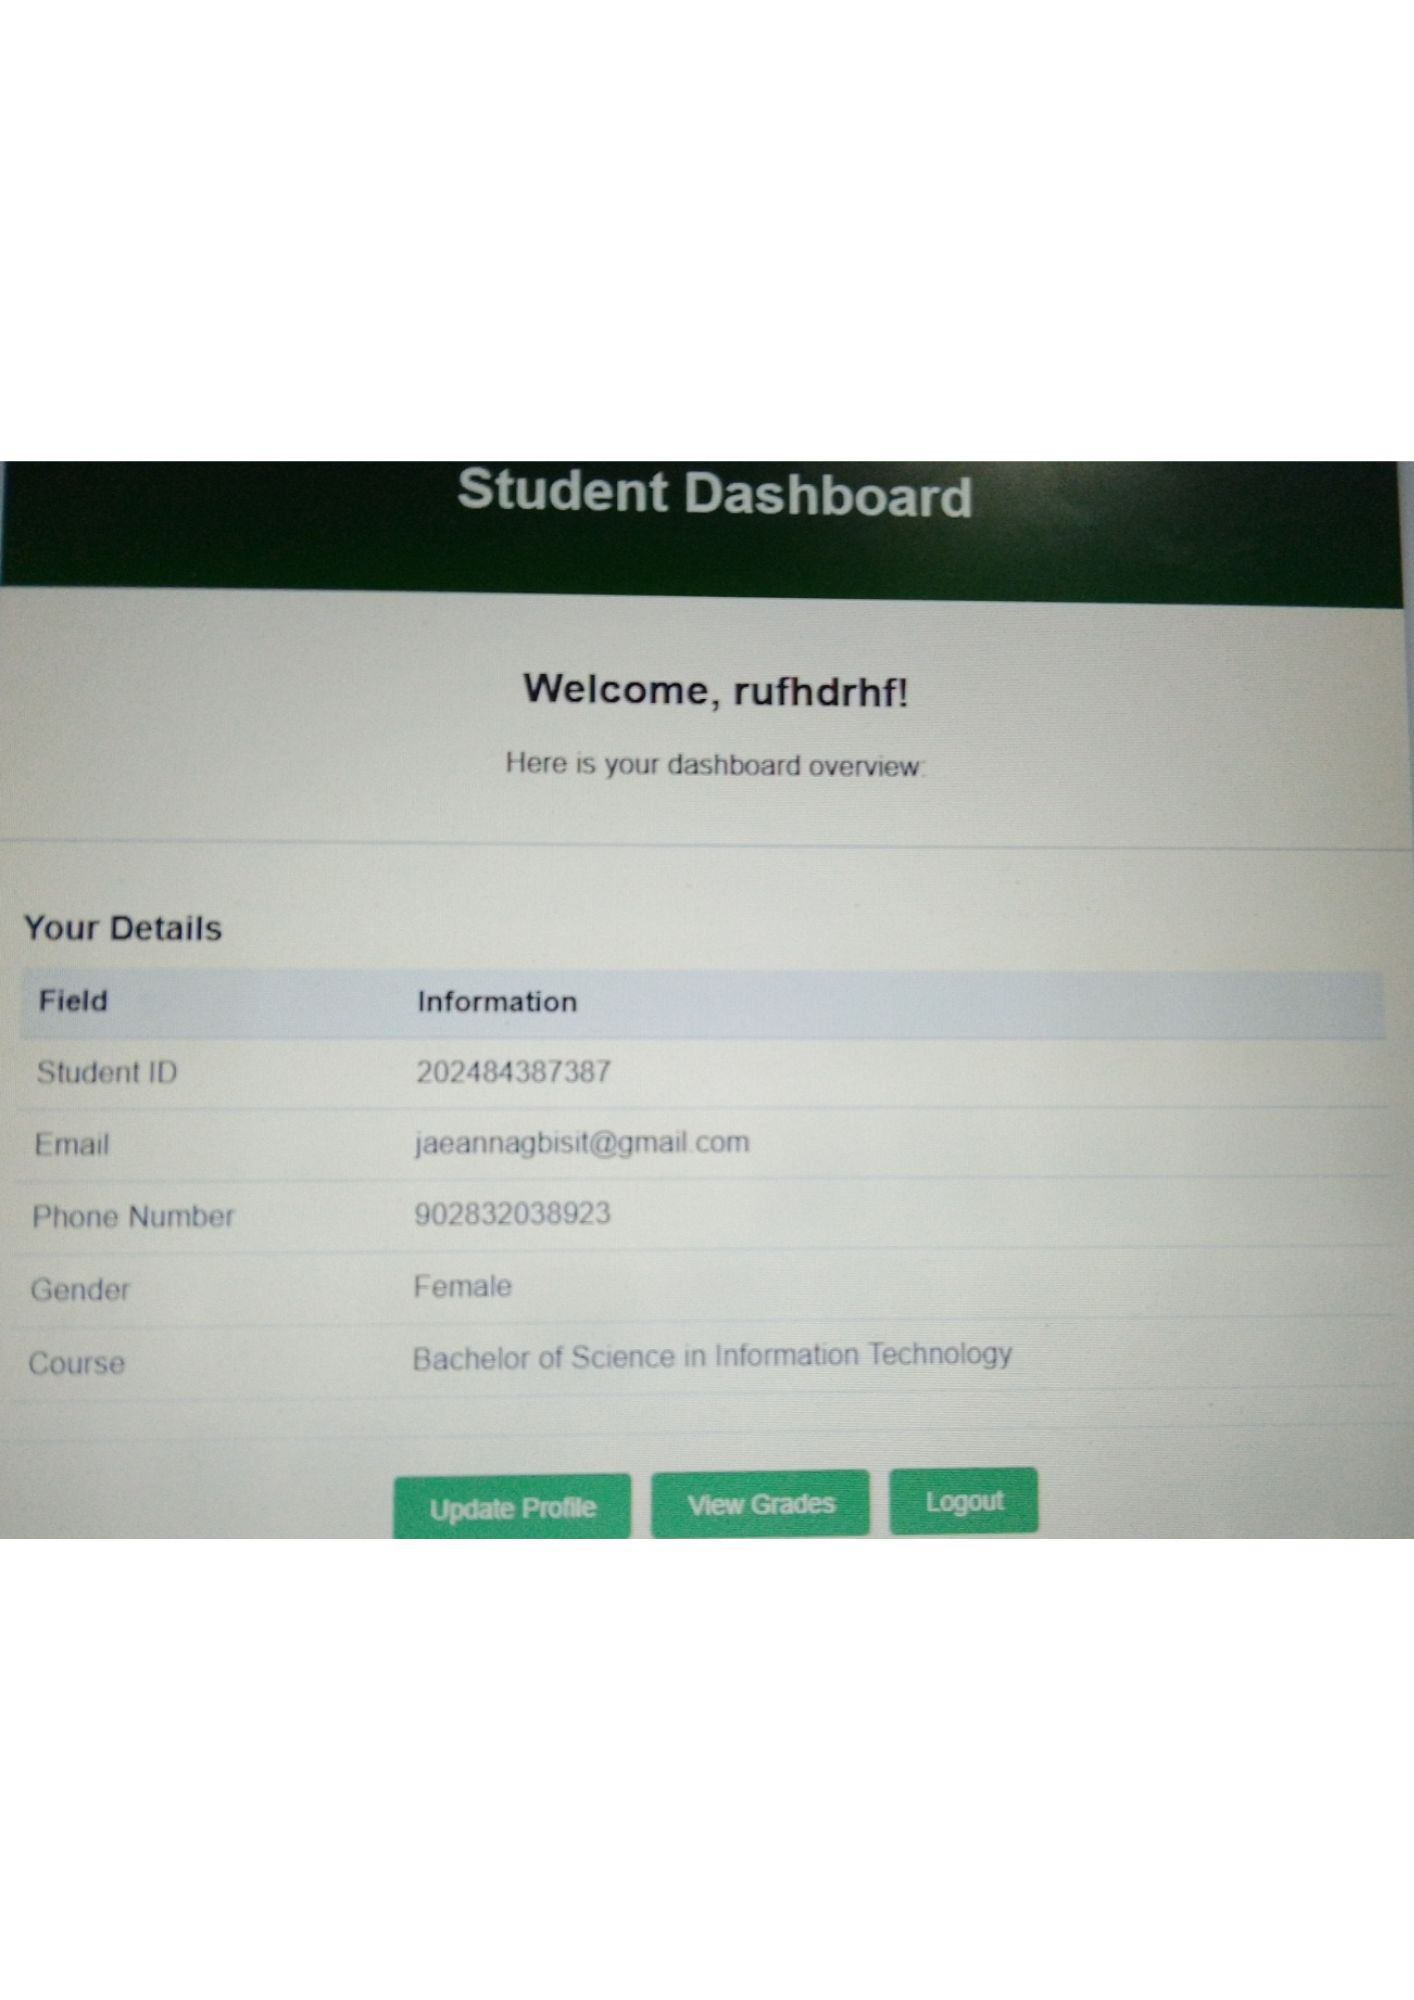 Student Dashboard
Welcome, rufhdrhf!
Here is your dashboard overview:
Your Details
Field Information
Student ID 202484387387
Email jaeannagbisit@gmail.com
Phone Number 902832038923
Gender Female
Course Bachelor of Science in Information Technology
Update Profile View Grades Logout